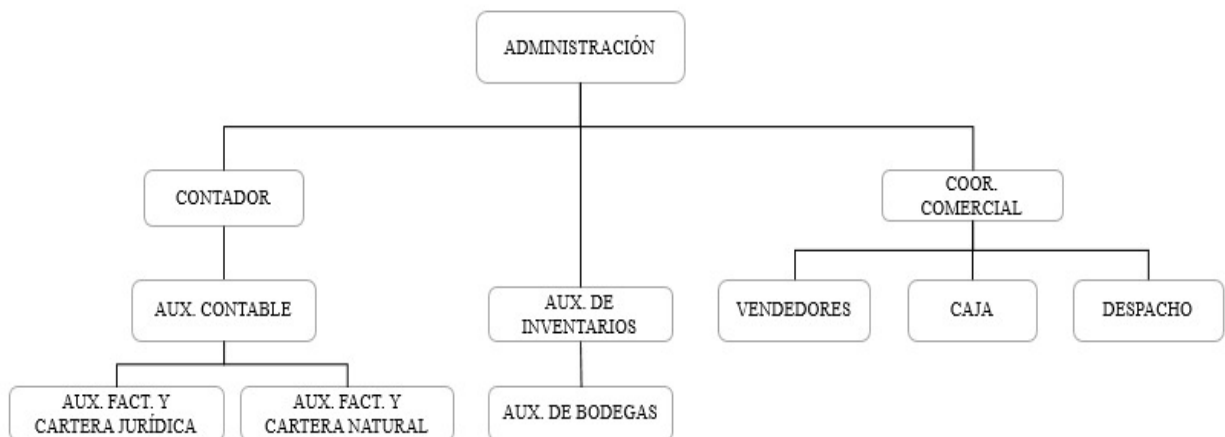 ADMINISTRACIÓN
CONTADOR
COOR.
COMERCIAL
AUX. CONTABLE
AUX. DE
INVENTARIOS
VENDEDORES
CAJA
DESPACHO
AUX. FACT. Y
CARTERA JURÍDICA
AUX. FACT. Y
CARTERA NATURAL
AUX. DE BODEGAS